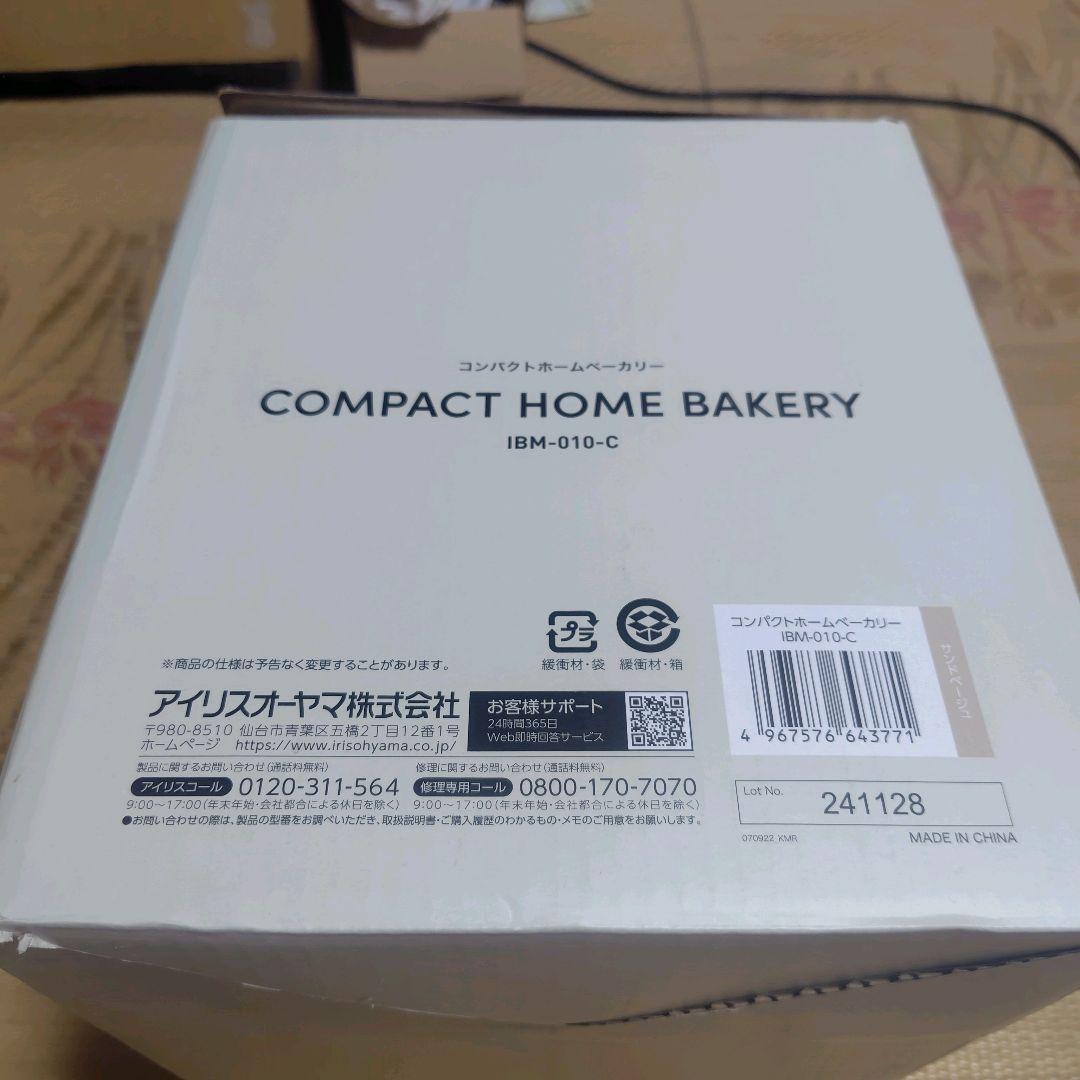 コンパクトホームベーカリー
COMPACT HOME BAKERY
IBM-010-C
プラ
緩衝材・袋 緩衝材・箱
※商品の仕様は予告なく変更することがあります。
アイリスオーヤマ株式会社
〒980-8510 仙台市青葉区五橋2丁目12番1号
ホームページ https://www.irisohyama.co.jp/
お客様サポート
24時間365日
Web即時回答サービス
製品に関するお問い合わせ(通話料無料)
アイリスコール 0120-311-564
9:00〜17:00(年末年始・会社都合による休日を除く)
修理に関するお問い合わせ(通話料無料)
修理専用コール 0800-170-7070
9:00〜17:00(年末年始・会社都合による休日を除く)
●お問い合わせの際は、製品の型番をお調べいただき、取扱説明書・ご購入履歴のわかるもの・メモのご用意をお願いします。
コンパクトホームベーカリー
IBM-010-C
サンドベージュ
4 967576 643771
Lot No.
241128
070922 KMR
MADE IN CHINA